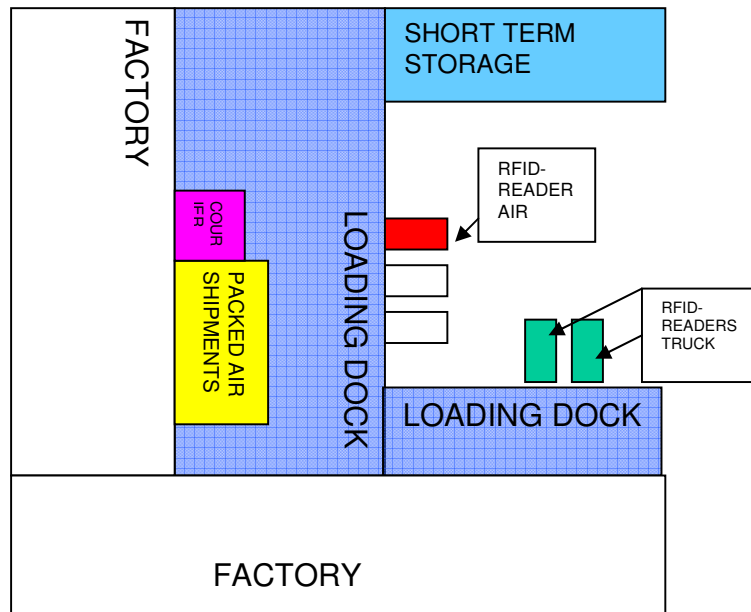 FACTORY
SHORT TERM
STORAGE
RFID-
READER
AIR
COUR
IER
PACKED AIR
SHIPMENTS
LOADING DOCK
RFID-
READERS
TRUCK
LOADING DOCK
FACTORY